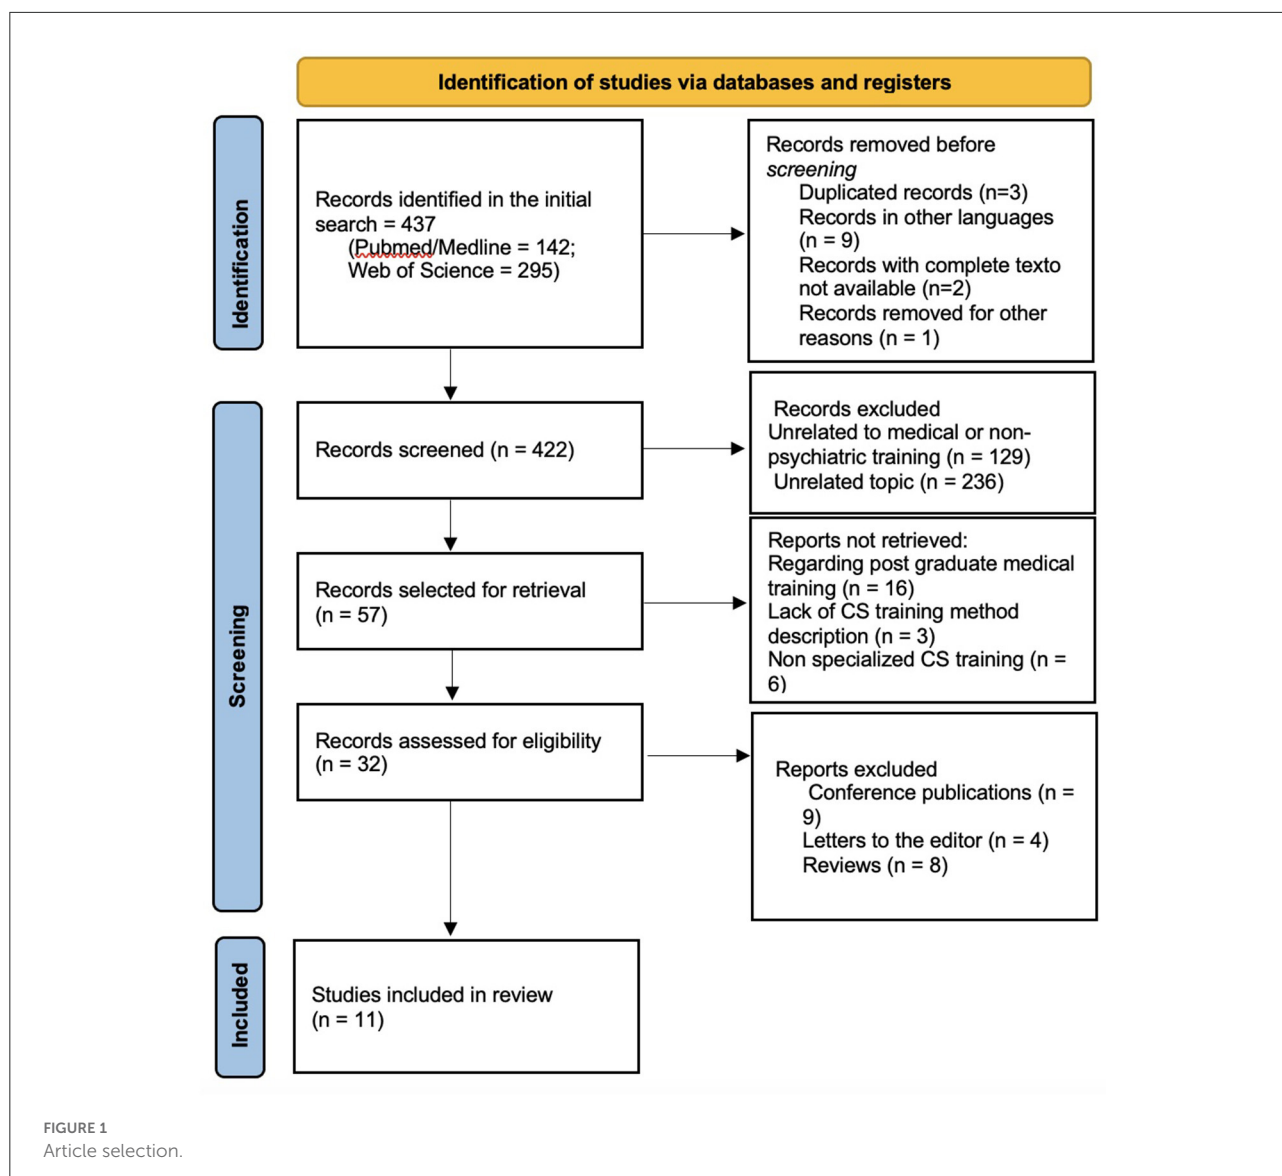 Identification of studies via databases and registers
Identification
Records identified in the initial
search = 437
(Pubmed/Medline = 142;
Web of Science = 295)
Records removed before
screening
Duplicated records (n=3)
Records in other languages
(n = 9)
Records with complete texto
not available (n=2)
Records removed for other
reasons (n = 1)
Screening
Records screened (n = 422)
Records excluded
Unrelated to medical or non-
psychiatric training (n = 129)
Unrelated topic (n = 236)
Records selected for retrieval
(n = 57)
Reports not retrieved:
Regarding post graduate medical
training (n = 16)
Lack of CS training method
description (n = 3)
Non specialized CS training (n =
6)
Records assessed for eligibility
(n = 32)
Reports excluded
Conference publications (n =
9)
Letters to the editor (n = 4)
Reviews (n = 8)
Included
Studies included in review
(n = 11)
FIGURE 1
Article selection.